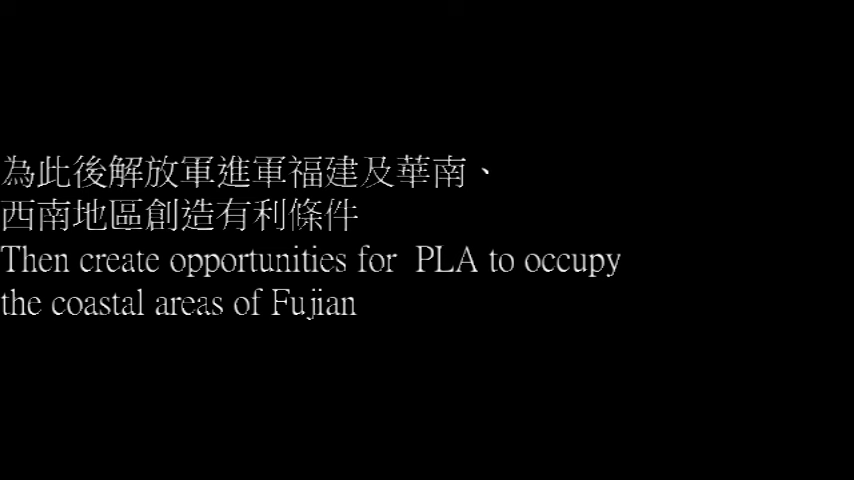 為此後解放軍進軍福建及華南、
西南地區創造有利條件
Then create opportunities for  PLA to occupy
the coastal areas of Fujian